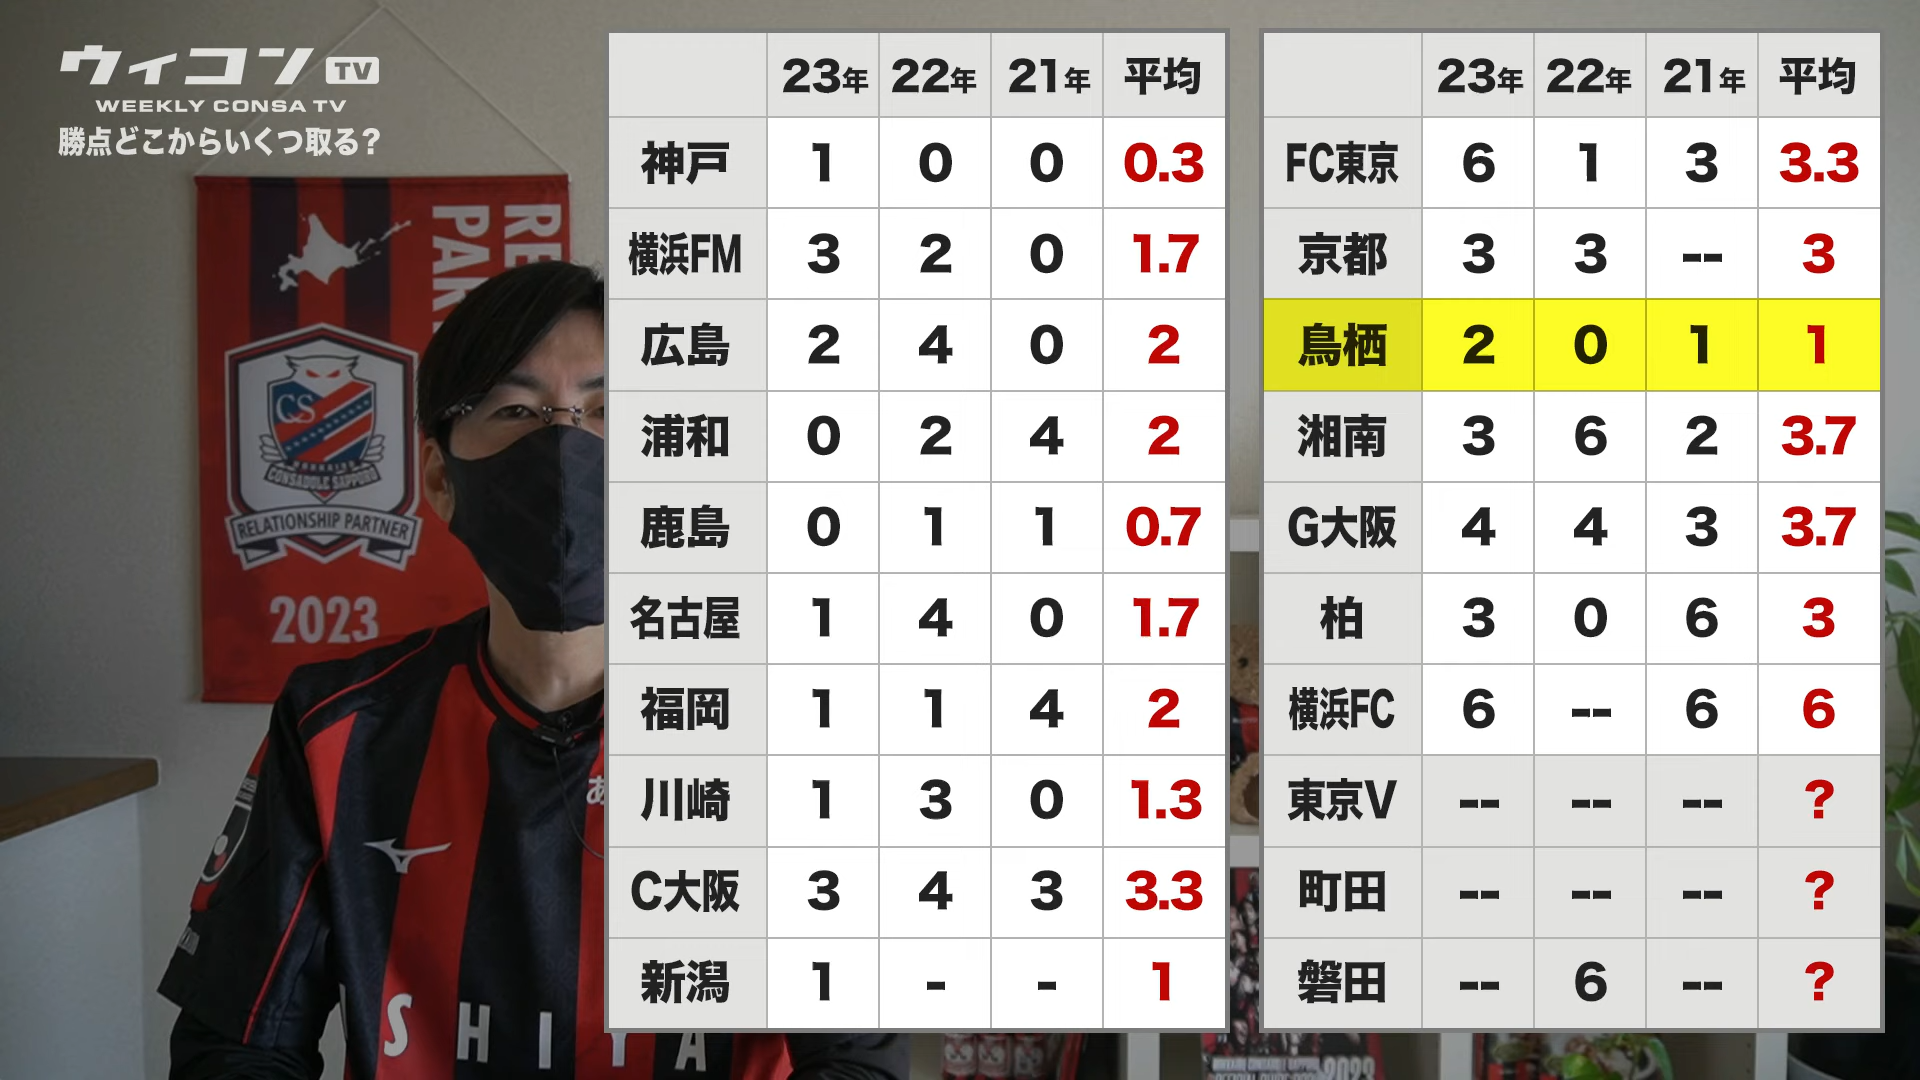 ウィコンTV
WEEKLY CONSA TV
勝点どこからいくつ取る?
23年 22年 21年 平均
神戸 1 0 0 0.3
横浜FM 3 2 0 1.7
広島 2 4 0 2
浦和 0 2 4 2
鹿島 0 1 1 0.7
名古屋 1 4 0 1.7
福岡 1 1 4 2
川崎 1 3 0 1.3
C大阪 3 4 3 3.3
新潟 1 - - 1
23年 22年 21年 平均
FC東京 6 1 3 3.3
京都 3 3 -- 3
鳥栖 2 0 1 1
湘南 3 6 2 3.7
G大阪 4 4 3 3.7
柏 3 0 6 3
横浜FC 6 -- 6 6
東京V -- -- -- ?
町田 -- -- -- ?
磐田 -- 6 -- ?
RE
PAR
CS
HOKKAIDO
CONSADOLE SAPPORO
RELATIONSHIP PARTNER
2023
SHIYA
2023